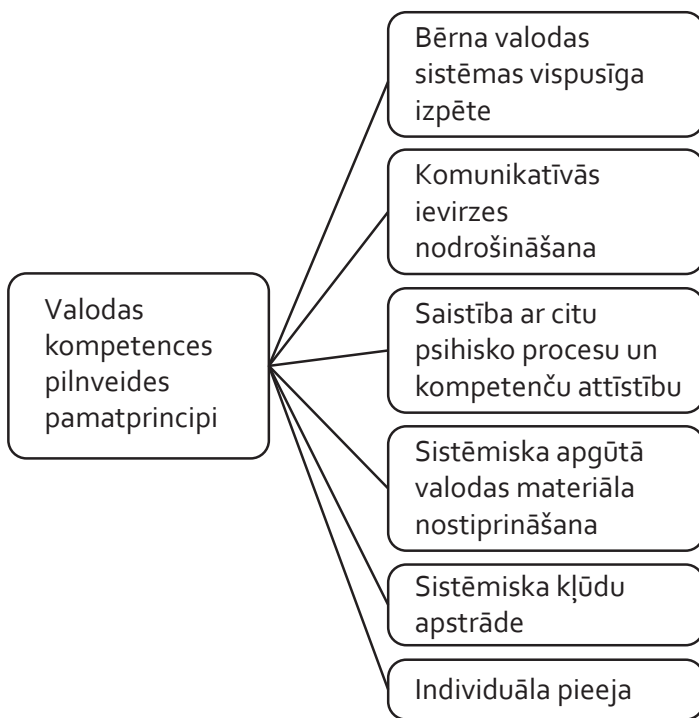 Valodas
kompetences
pilnveides
pamatprincipi
Bērna valodas
sistēmas vispusīga
izpēte
Komunikatīvās
ievirzes
nodrošināšana
Saistība ar citu
psihisko procesu un
kompetenču attīstību
Sistēmiska apgūtā
valodas materiāla
nostiprināšana
Sistēmiska kļūdu
apstrāde
Individuāla pieeja